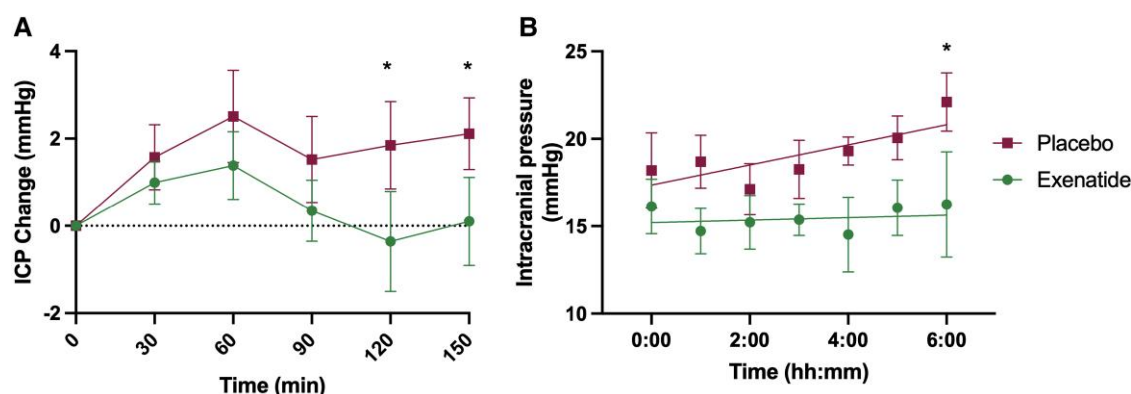 A
ICP Change (mmHg)
4
2
0
-2
* *
0 30 60 90 120 150
Time (min)
B
Intracranial pressure
(mmHg)
25
20
15
10
*
0:00 2:00 4:00 6:00
Time (hh:mm)
Placebo
Exenatide